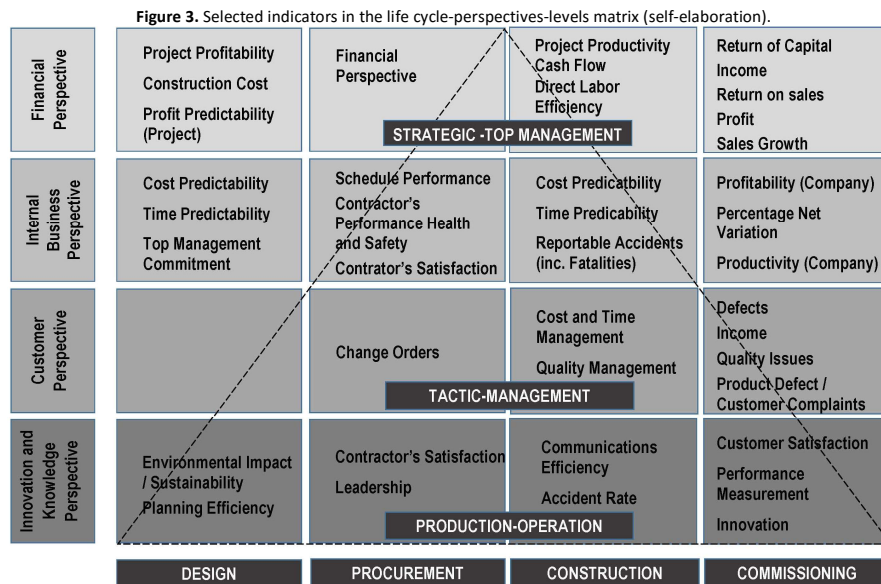 Figure 3. Selected indicators in the life cycle-perspectives-levels matrix (self-elaboration).
Financial
Perspective
Project Profitability
Construction Cost
Profit Predictability
(Project)
Financial
Perspective
Project Productivity
Cash Flow
Direct Labor
Efficiency
Return of Capital
Income
Return on sales
Profit
Sales Growth
STRATEGIC -TOP MANAGEMENT
Internal
Business
Perspective
Cost Predictability
Time Predictability
Top Management
Commitment
Schedule Performance
Contractor's
Performance Health
and Safety
Contrator's Satisfaction
Cost Predicatbility
Time Predicability
Reportable Accidents
(inc. Fatalities)
Profitability (Company)
Percentage Net
Variation
Productivity (Company)
Customer
Perspective
Change Orders
Cost and Time
Management
Quality Management
Defects
Income
Quality Issues
Product Defect /
Customer Complaints
TACTIC-MANAGEMENT
Innovation and
Knowledge
Perspective
Environmental Impact
/ Sustainability
Planning Efficiency
Contractor's Satisfaction
Leadership
Communications
Efficiency
Accident Rate
Customer Satisfaction
Performance
Measurement
Innovation
PRODUCTION-OPERATION
DESIGN
PROCUREMENT
CONSTRUCTION
COMMISSIONING